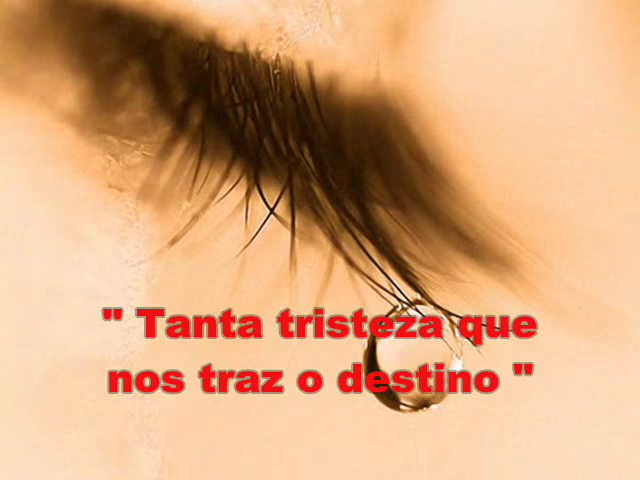 " Tanta tristeza que
nos traz o destino "